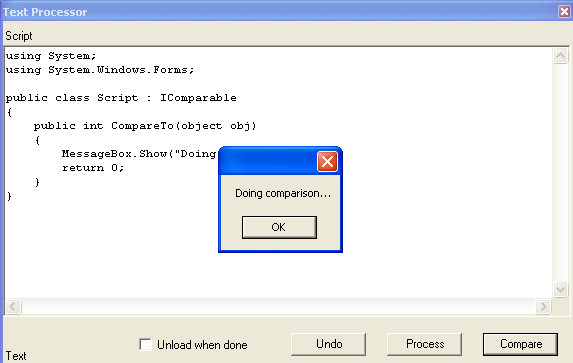 Text Processor
Script
using System;
using System.Windows.Forms;
public class Script : IComparable
{
public int CompareTo(object obj)
{
MessageBox.Show("Doing
return 0;
}
}
Doing comparison...
OK
Unload when done
Undo
Process
Compare
Text